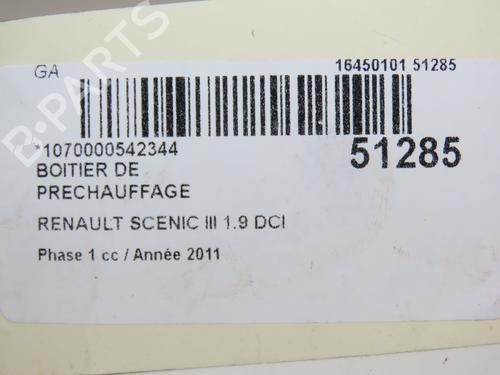 GA
16450101 51285
*1070000542344
51285
BOITIER DE
PRECHAUFFAGE
RENAULT SCENIC III 1.9 DCI
Phase 1 cc / Année 2011
B-PARTS